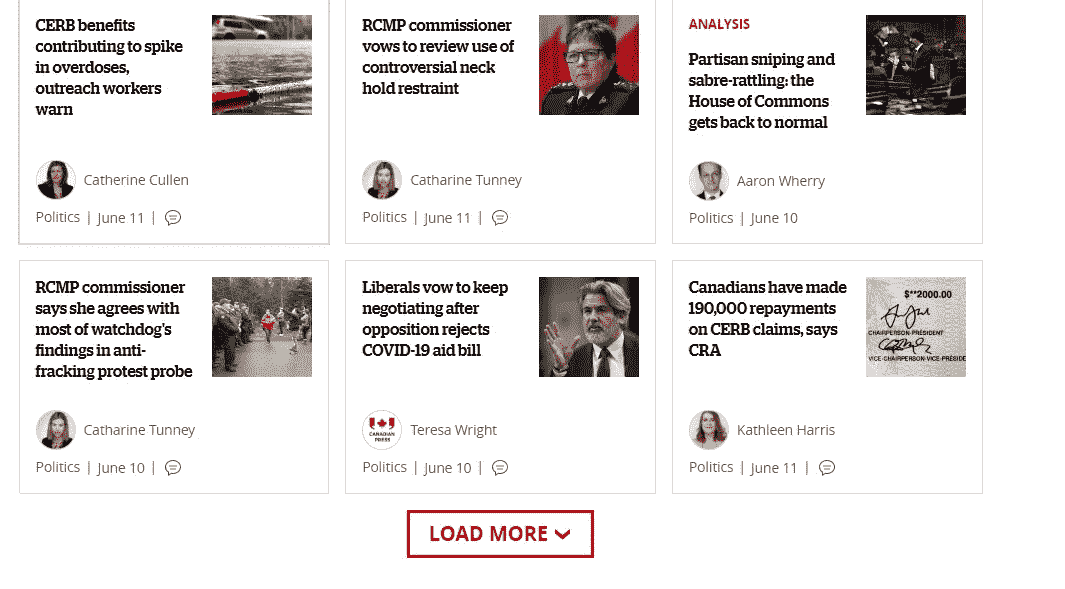 CERB benefits
contributing to spike
in overdoses,
outreach workers
warn
Catherine Cullen
Politics | June 11 |
RCMP commissioner
vows to review use of
controversial neck
hold restraint
Catharine Tunney
Politics | June 11 |
ANALYSIS
Partisan sniping and
sabre-rattling: the
House of Commons
gets back to normal
Aaron Wherry
Politics | June 10
RCMP commissioner
says she agrees with
most of watchdog's
findings in anti-
fracking protest probe
Catharine Tunney
Politics | June 10 |
Liberals vow to keep
negotiating after
opposition rejects
COVID-19 aid bill
CANADIAN
PRESS
Teresa Wright
Politics | June 10 |
Canadians have made
190,000 repayments
on CERB claims, says
CRA
$**2000.00
CHAIRPERSON-PRÉSIDENT
VICE-CHAIRPERSON-VICE-PRÉSIDE
Kathleen Harris
Politics | June 11 |
LOAD MORE